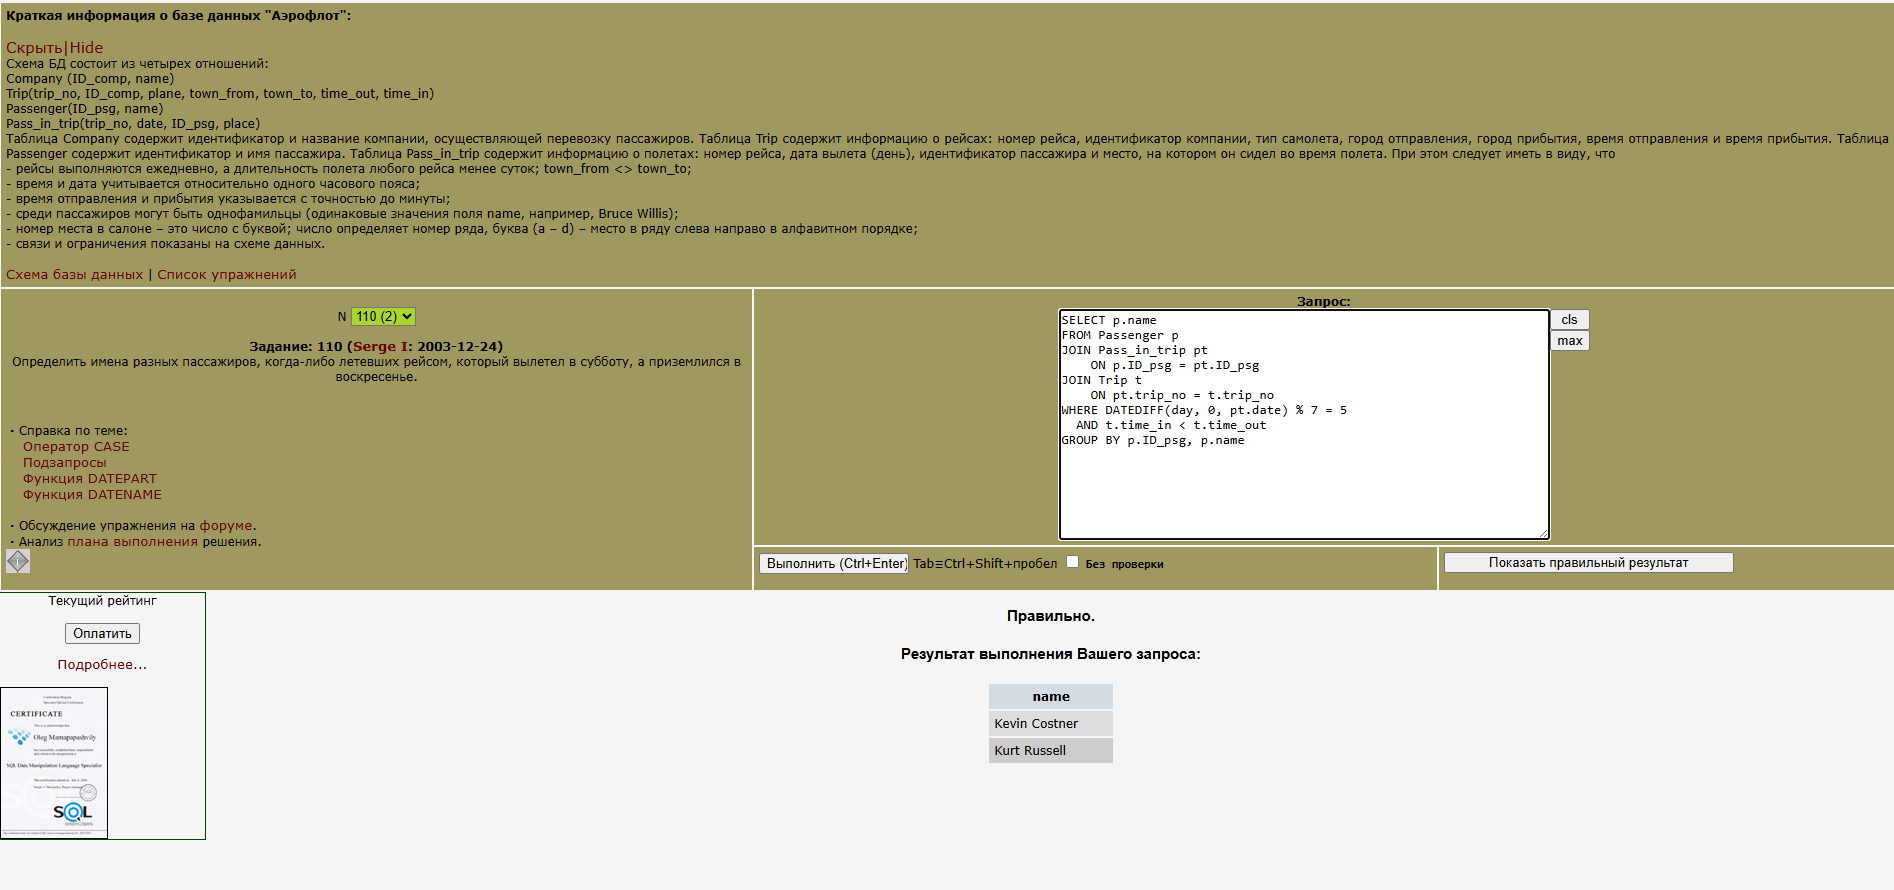 Краткая информация о базе данных "Аэрофлот":
Скрыть|Hide
Схема БД состоит из четырех отношений:
Company (ID_comp, name)
Trip(trip_no, ID_comp, plane, town_from, town_to, time_out, time_in)
Passenger(ID_psg, name)
Pass_in_trip(trip_no, date, ID_psg, place)
Таблица Company содержит идентификатор и название компании, осуществляющей перевозку пассажиров. Таблица Trip содержит информацию о рейсах: номер рейса, идентификатор компании, тип самолета, город отправления, город прибытия, время отправления и время прибытия. Таблица
Passenger содержит идентификатор и имя пассажира. Таблица Pass_in_trip содержит информацию о полетах: номер рейса, дата вылета (день), идентификатор пассажира и место, на котором он сидел во время полета. При этом следует иметь в виду, что
- рейсы выполняются ежедневно, а длительность полета любого рейса менее суток; town_from <> town_to;
- время и дата учитывается относительно одного часового пояса;
- время отправления и прибытия указывается с точностью до минуты;
- среди пассажиров могут быть однофамильцы (одинаковые значения поля name, например, Bruce Willis);
- номер места в салоне – это число с буквой; число определяет номер ряда, буква (a – d) – место в ряду слева направо в алфавитном порядке;
- связи и ограничения показаны на схеме данных.
Схема базы данных | Список упражнений
N 110 (2)
Задание: 110 (Serge I: 2003-12-24)
Определить имена разных пассажиров, когда-либо летевших рейсом, который вылетел в субботу, а приземлился в
воскресенье.
· Справка по теме:
Оператор CASE
Подзапросы
Функция DATEPART
Функция DATENAME
· Обсуждение упражнения на форуме.
· Анализ плана выполнения решения.
Запрос:
SELECT p.name
FROM Passenger p
JOIN Pass_in_trip pt
    ON p.ID_psg = pt.ID_psg
JOIN Trip t
    ON pt.trip_no = t.trip_no
WHERE DATEDIFF(day, 0, pt.date) % 7 = 5
  AND t.time_in < t.time_out
GROUP BY p.ID_psg, p.name
cls
max
Выполнить (Ctrl+Enter) Tab≡Ctrl+Shift+пробел Без проверки
Показать правильный результат
Текущий рейтинг
Оплатить
Подробнее...
CERTIFICATE
Oleg Mamapapashvily
SQL Data Manipulation Language Specialist
SQL
Правильно.
Результат выполнения Вашего запроса:
name
Kevin Costner
Kurt Russell